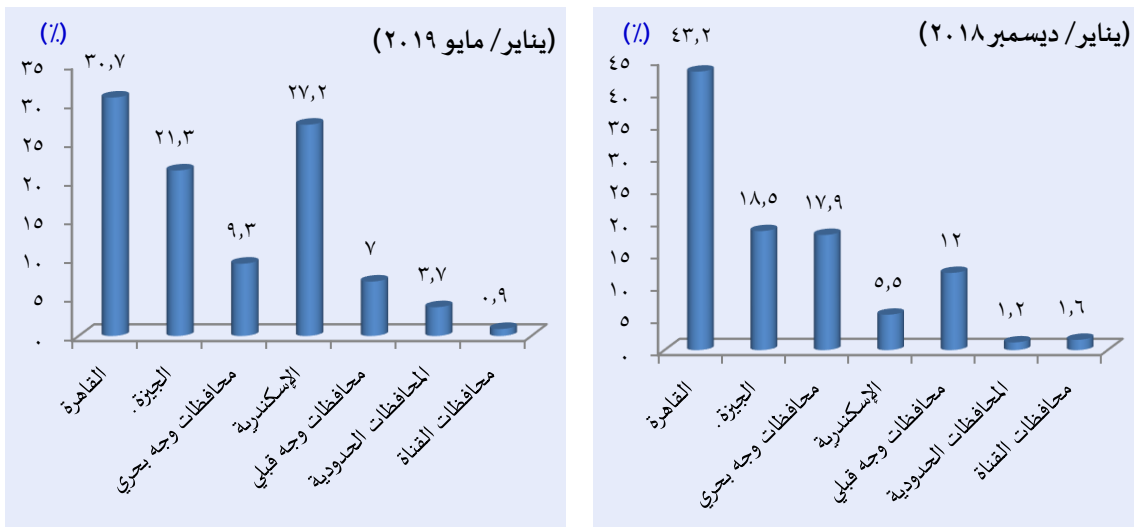 (يناير/ ديسمبر ٢٠١٨)
(٪)
٤٥
٤٠
٣٥
٣٠
٢٥
٢٠
١٥
١٠
٥
٠
٤٣,٢
١٨,٥
١٧,٩
٥,٥
١٢
١,٢
١,٦
القاهرة
الجيزة .
محافظات وجه بحري
الإسكندرية
محافظات وجه قبلي
المحافظات الحدودية
محافظات القناة
(يناير/ مايو ٢٠١٩)
(٪)
٣٥
٣٠
٢٥
٢٠
١٥
١٠
٥
٠
٣٠,٧
٢١,٣
٩,٣
٢٧,٢
٧
٣,٧
٠,٩
القاهرة
الجيزة .
محافظات وجه بحري
الإسكندرية
محافظات وجه قبلي
المحافظات الحدودية
محافظات القناة